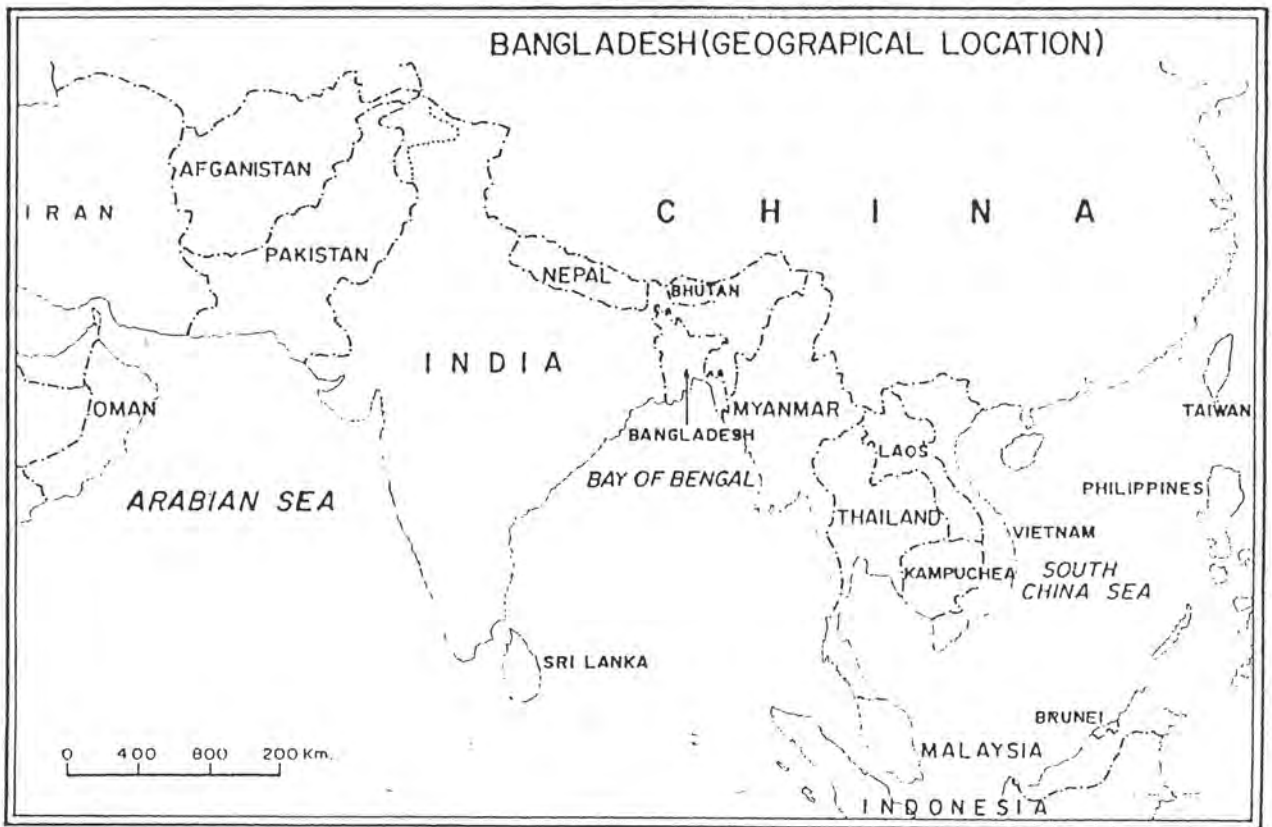 BANGLADESH(GEOGRAPICAL LOCATION)
AFGANISTAN
IRAN
CHINA
PAKISTAN
NEPAL
BHUTAN
INDIA
OMAN
MYANMAR
TAIWAN
BANGLADESH
LAOS
BAY OF BENGAL
PHILIPPINES
ARABIAN SEA
THAILAND
VIETNAM
KAMPUCHEA
SOUTH
CHINA SEA
SRI LANKA
BRUNEI
0 400 800 200 Km.
MALAYSIA
INDONESIA